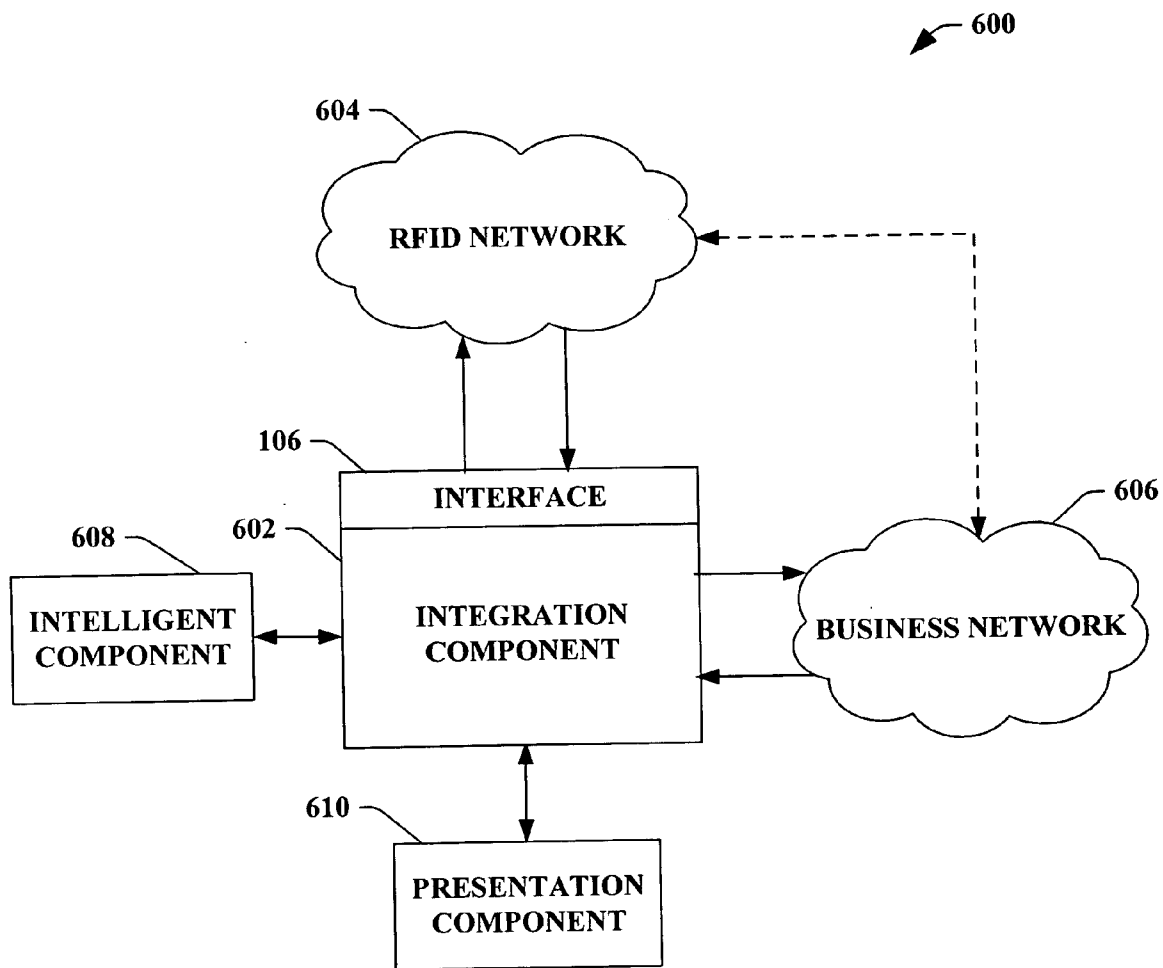 600
604
RFID NETWORK
106
INTERFACE
602
606
608
INTELLIGENT
COMPONENT
INTEGRATION
COMPONENT
BUSINESS NETWORK
610
PRESENTATION
COMPONENT